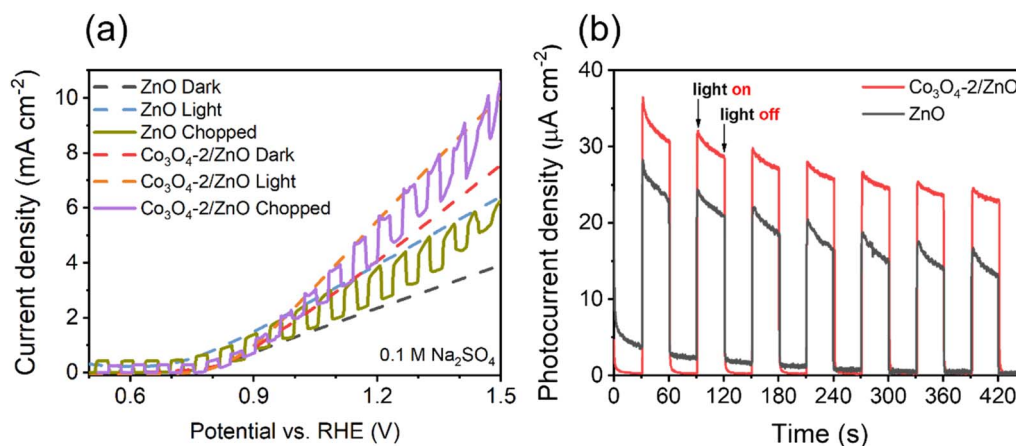 (a)
Current density (mA cm⁻²)
10
8
6
4
2
0
ZnO Dark
ZnO Light
ZnO Chopped
Co₃O₄-2/ZnO Dark
Co₃O₄-2/ZnO Light
Co₃O₄-2/ZnO Chopped
0.1 M Na₂SO₄
0.6 0.9 1.2 1.5
Potential vs. RHE (V)
(b)
Photocurrent density (μA cm⁻²)
40
30
20
10
0
light on
light off
Co₃O₄-2/ZnO
ZnO
0 60 120 180 240 300 360 420
Time (s)